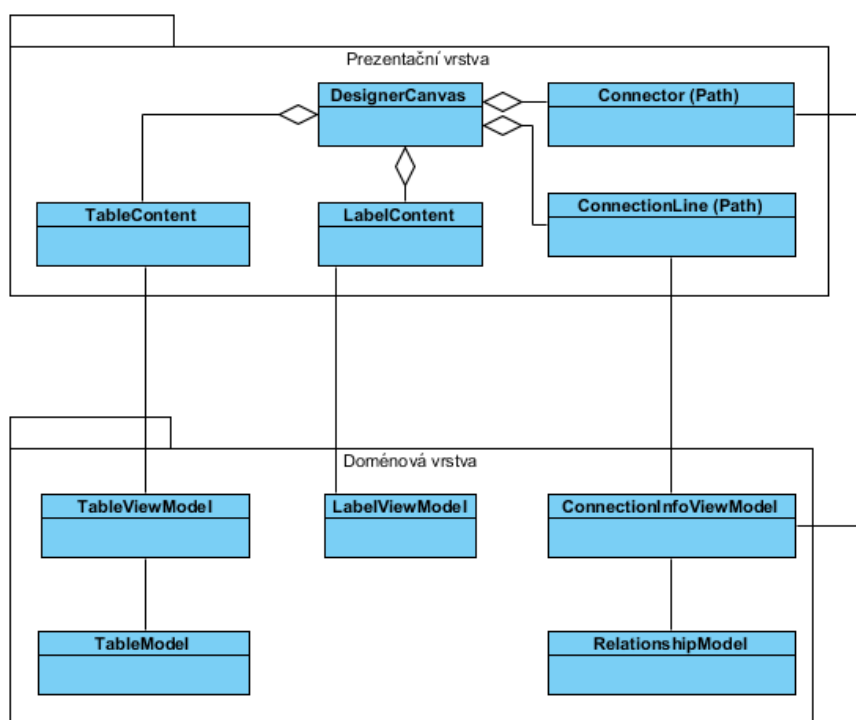 Prezentační vrstva
DesignerCanvas
Connector (Path)
TableContent
LabelContent
ConnectionLine (Path)
Doménová vrstva
TableViewModel
LabelViewModel
ConnectionInfoViewModel
TableModel
RelationshipModel